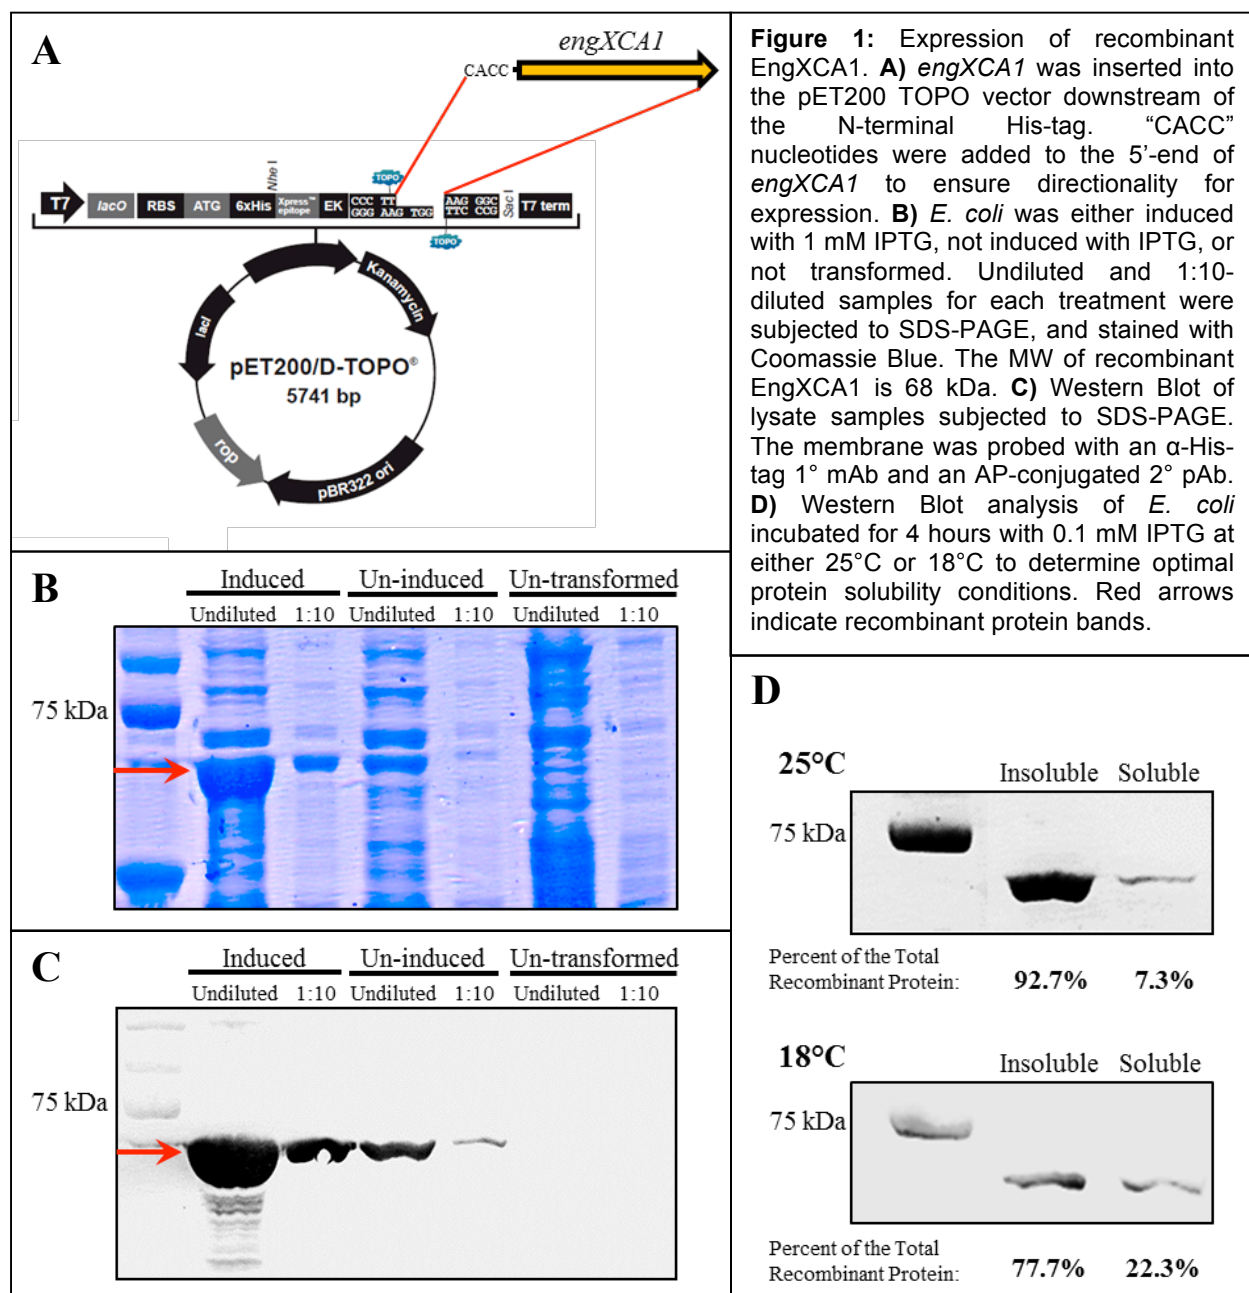 A
engXCA1
CACC
TOPO
Nhe I
T7
lacO
RBS
ATG
6xHis
Xpress™
epitope
EK
CCC TT
GGG AAG TGG
AAG GGC
TTC CCG
Sac I
T7 term
TOPO
Kanamycin
lacI
pET200/D-TOPO®
5741 bp
rop
pBR322 ori
Figure 1: Expression of recombinant
EngXCA1. A) engXCA1 was inserted into
the pET200 TOPO vector downstream of
the N-terminal His-tag. “CACC”
nucleotides were added to the 5’-end of
engXCA1 to ensure directionality for
expression. B) E. coli was either induced
with 1 mM IPTG, not induced with IPTG, or
not transformed. Undiluted and 1:10-
diluted samples for each treatment were
subjected to SDS-PAGE, and stained with
Coomassie Blue. The MW of recombinant
EngXCA1 is 68 kDa. C) Western Blot of
lysate samples subjected to SDS-PAGE.
The membrane was probed with an α-His-
tag 1° mAb and an AP-conjugated 2° pAb.
D) Western Blot analysis of E. coli
incubated for 4 hours with 0.1 mM IPTG at
either 25°C or 18°C to determine optimal
protein solubility conditions. Red arrows
indicate recombinant protein bands.
B
Induced Un-induced Un-transformed
Undiluted 1:10 Undiluted 1:10 Undiluted 1:10
75 kDa
C
Induced Un-induced Un-transformed
Undiluted 1:10 Undiluted 1:10 Undiluted 1:10
75 kDa
D
25°C
Insoluble Soluble
75 kDa
Percent of the Total
Recombinant Protein: 92.7% 7.3%
18°C
Insoluble Soluble
75 kDa
Percent of the Total
Recombinant Protein: 77.7% 22.3%